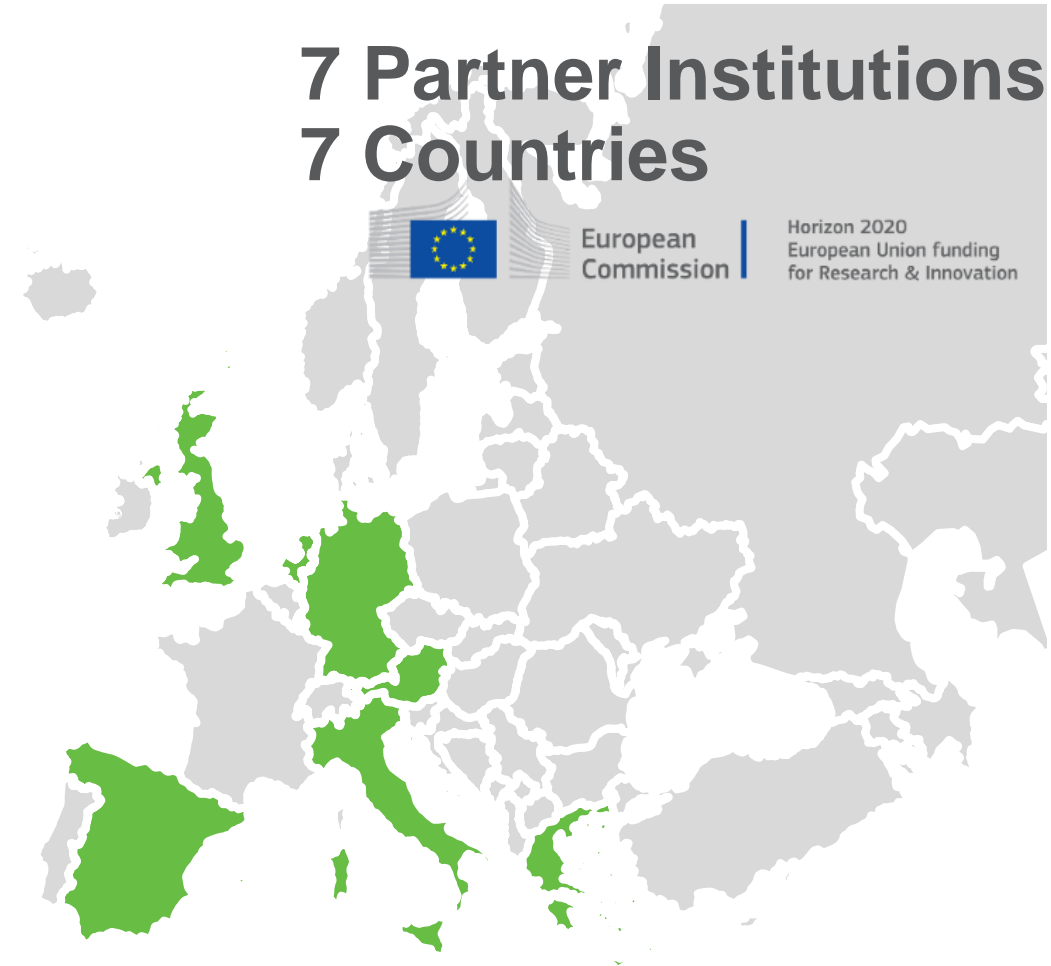 7 Partner Institutions
7 Countries
European
Commission
Horizon 2020
European Union funding
for Research & Innovation